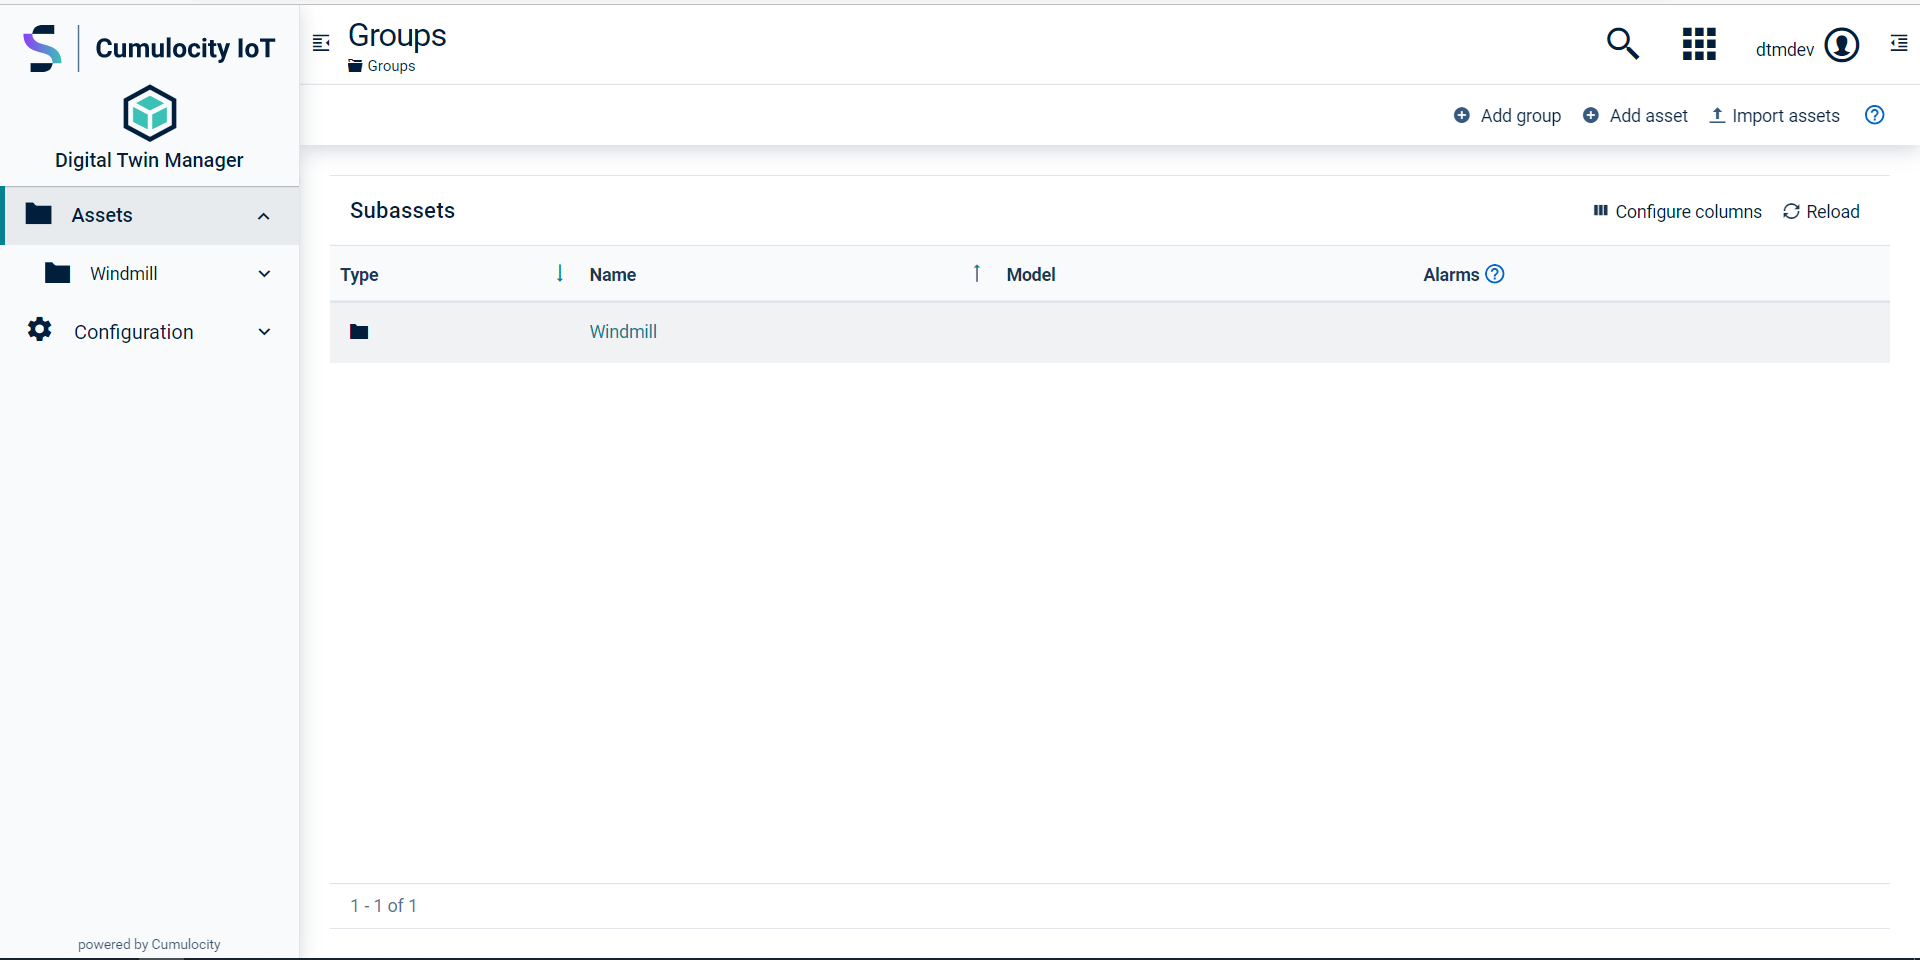 Cumulocity IoT
Digital Twin Manager
Assets
Windmill
Configuration
powered by Cumulocity
Groups
Groups
dtmdev
Add group Add asset Import assets
Subassets
Configure columns Reload
Type Name Model Alarms
Windmill
1 - 1 of 1